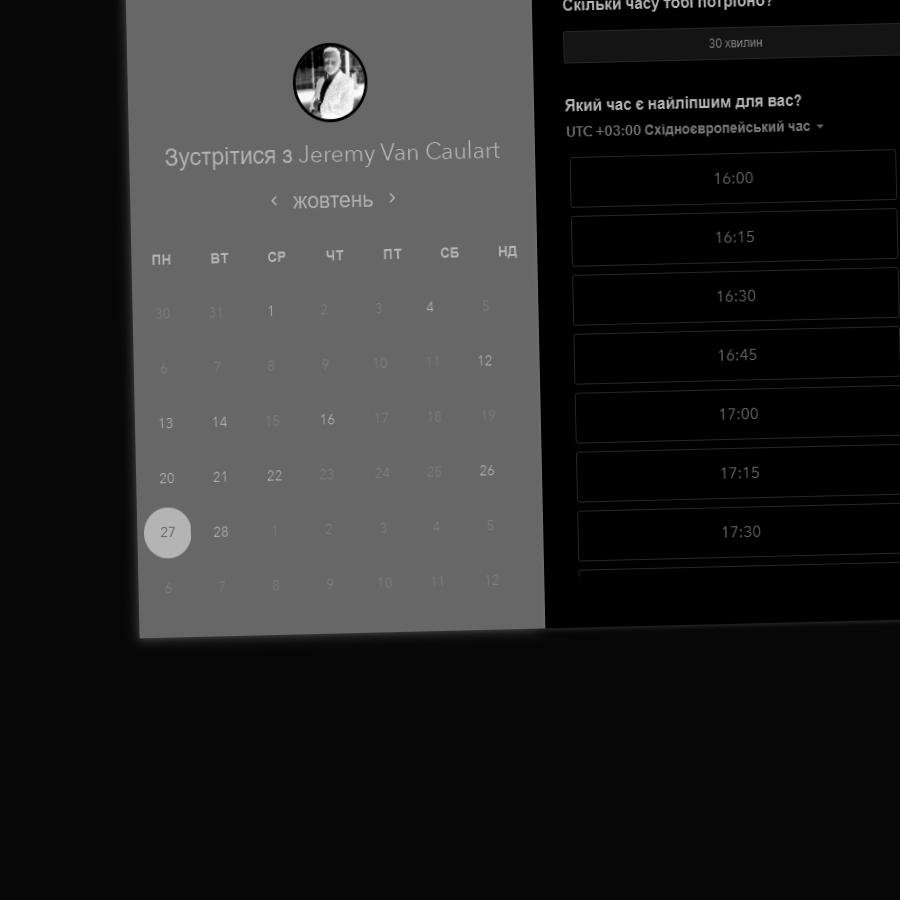 Зустрітися з Jeremy Van Caulart
жовтень
ПН ВТ СР ЧТ ПТ СБ НД
30 31 1 2 3 4 5
6 7 8 9 10 11 12
13 14 15 16 17 18 19
20 21 22 23 24 25 26
27 28 1 2 3 4 5
6 7 8 9 10 11 12
Скільки часу тобі потрібно?
30 хвилин
Який час є найліпшим для вас?
UTC +03:00 Східноєвропейський час
16:00
16:15
16:30
16:45
17:00
17:15
17:30